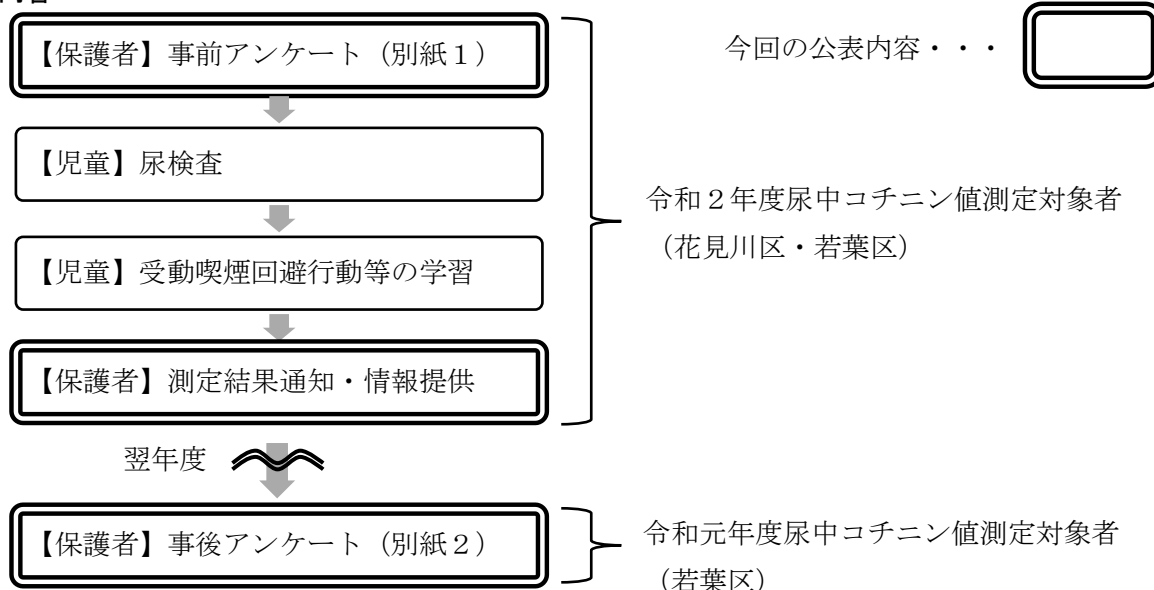 【保護者】事前アンケート（別紙１）
今回の公表内容・・・
【児童】尿検査
【児童】受動喫煙回避行動等の学習
【保護者】測定結果通知・情報提供
令和２年度尿中コチニン値測定対象者
（花見川区・若葉区）
翌年度
【保護者】事後アンケート（別紙２）
令和元年度尿中コチニン値測定対象者
（若葉区）